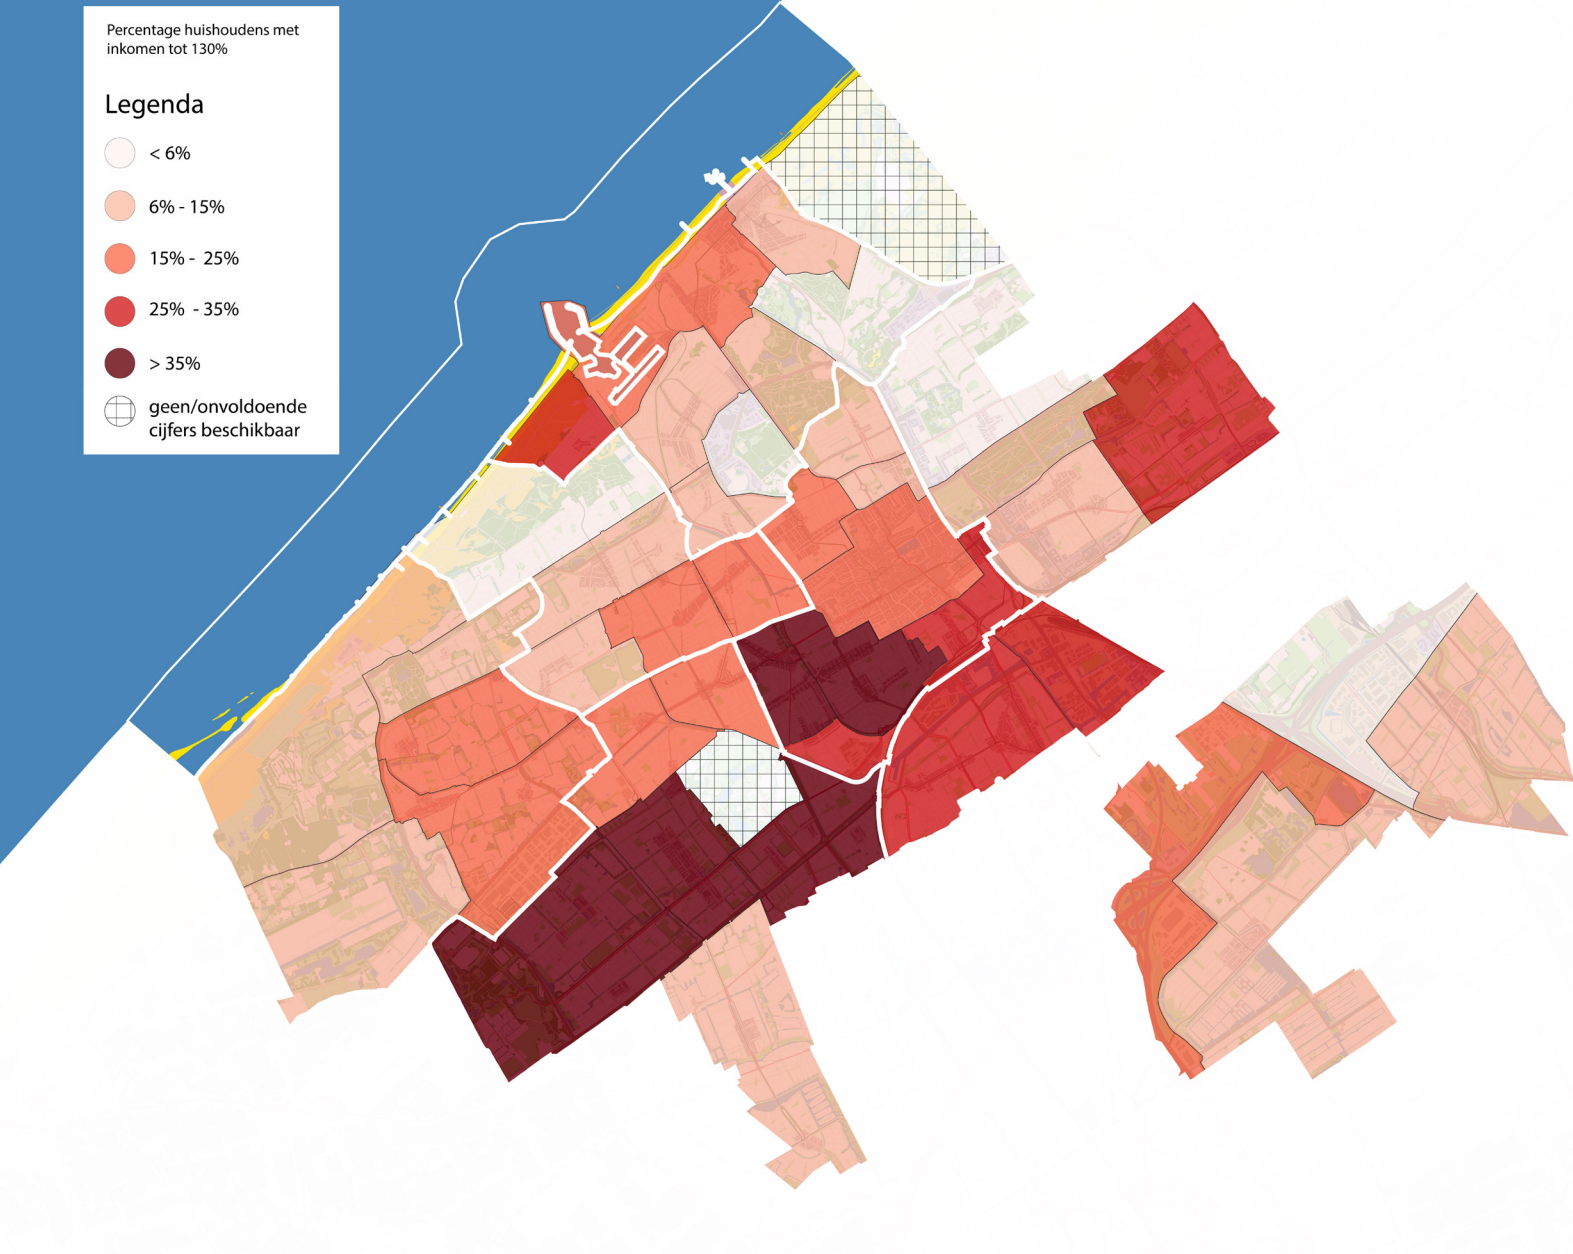 Percentage huishoudens met
inkomen tot 130%
Legenda
< 6%
6% - 15%
15% - 25%
25% - 35%
> 35%
geen/onvoldoende
cijfers beschikbaar